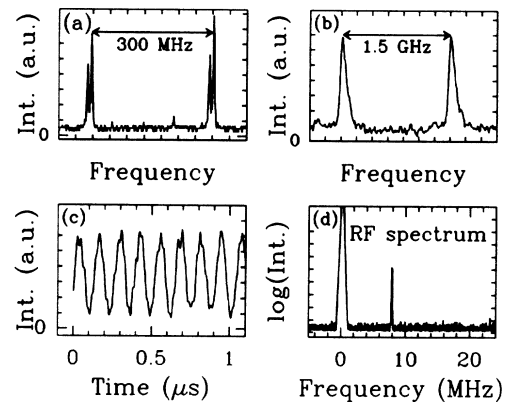 (a)
300 MHz
Int. (a.u.)
0
Frequency
(b)
1.5 GHz
Int. (a.u.)
0
Frequency
(c)
Int. (a.u.)
0
0 0.5 1
Time (μs)
(d)
RF spectrum
log(Int.)
0 10 20
Frequency (MHz)